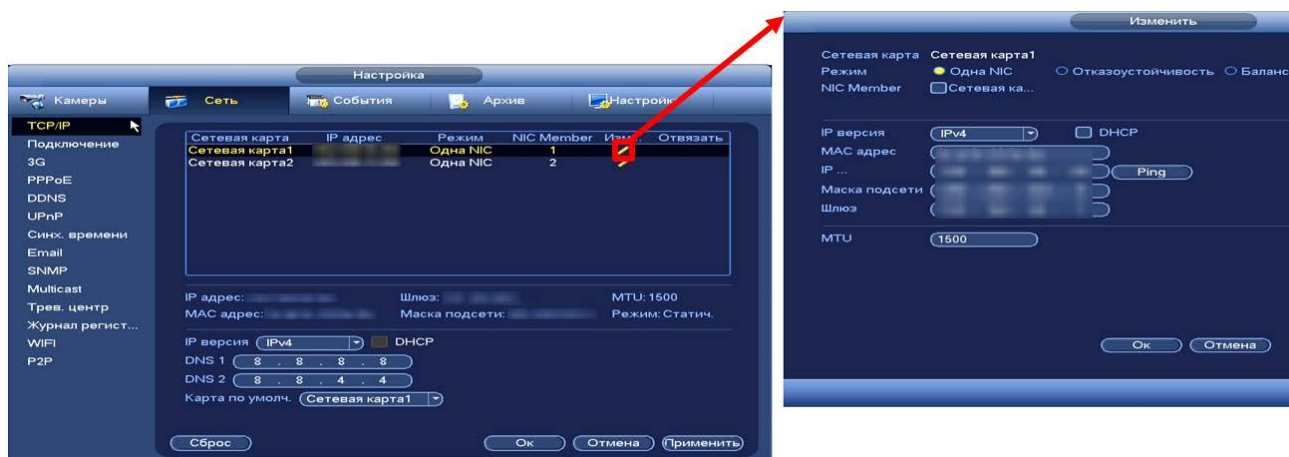 Настройка
Камеры Сеть События Архив Настройк
TCP/IP
Подключение
3G
PPPoE
DDNS
UPnP
Синх. времени
Email
SNMP
Multicast
Трев. центр
Журнал регист...
WIFI
P2P
Сетевая карта IP адрес Режим NIC Member Изм... Отвязать
Сетевая карта1 Одна NIC 1
Сетевая карта2 Одна NIC 2
IP адрес: Шлюз: MTU: 1500
MAC адрес: Маска подсети: Режим: Статич.
IP версия IPv4 DHCP
DNS 1 8 . 8 . 8 . 8
DNS 2 8 . 8 . 4 . 4
Карта по умолч. Сетевая карта1
Сброс Ок Отмена Применить
Изменить
Сетевая карта Сетевая карта1
Режим Одна NIC Отказоустойчивость Баланс
NIC Member Сетевая ка...
IP версия IPv4 DHCP
MAC адрес
IP ... Ping
Маска подсети
Шлюз
MTU 1500
Ок Отмена